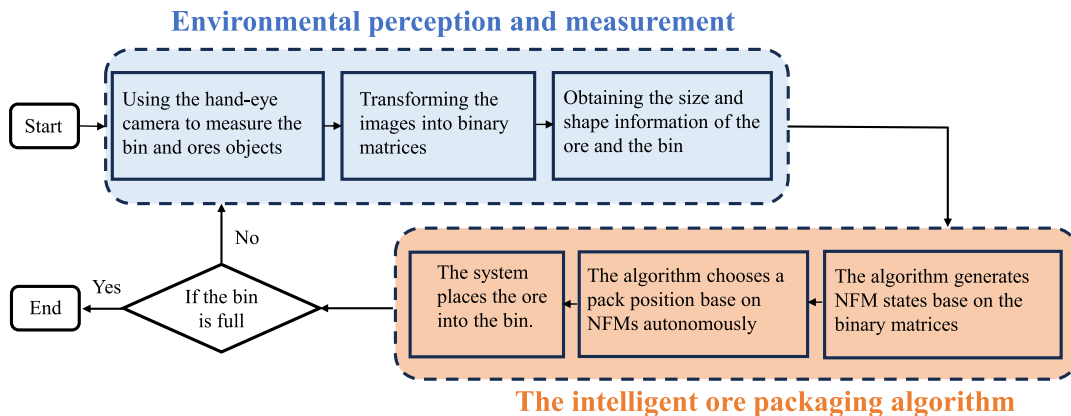 Environmental perception and measurement
Start
Using the hand-eye
camera to measure the
bin and ores objects
Transforming the
images into binary
matrices
Obtaining the size and
shape information of the
ore and the bin
The algorithm generates
NFM states base on the
binary matrices
The algorithm chooses a
pack position base on
NFMs autonomously
The system
places the ore
into the bin.
The intelligent ore packaging algorithm
If the bin
is full
No
Yes
End